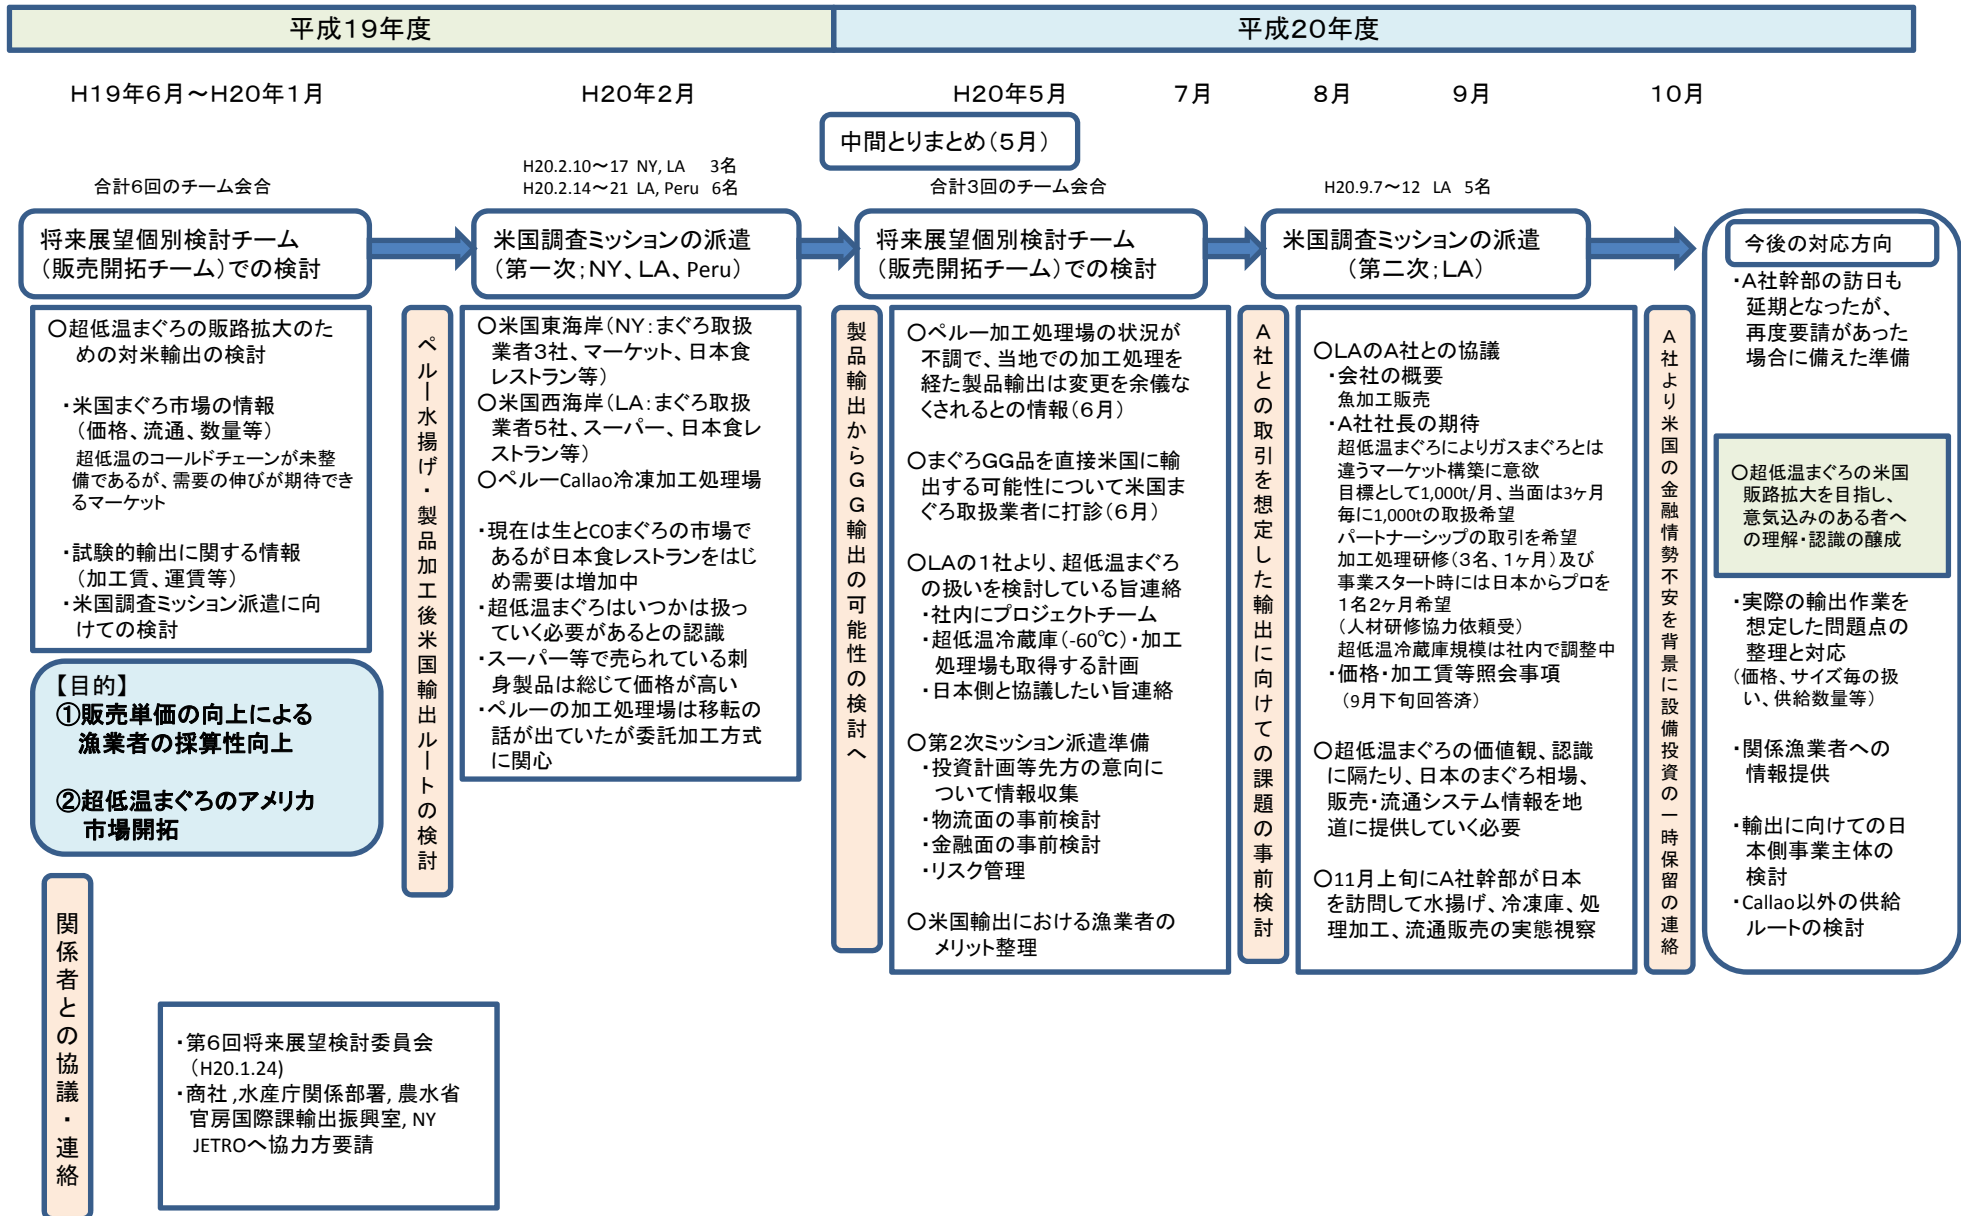 平成19年度
平成20年度
H19年6月～H20年1月
H20年2月
H20年5月
7月
8月
9月
10月
中間とりまとめ（5月）
合計6回のチーム会合
H20.2.10～17 NY, LA 3名
H20.2.14～21 LA, Peru 6名
合計3回のチーム会合
H20.9.7～12 LA 5名
将来展望個別検討チーム
（販売開拓チーム）での検討
米国調査ミッションの派遣
（第一次；NY、LA、Peru）
将来展望個別検討チーム
（販売開拓チーム）での検討
米国調査ミッションの派遣
（第二次；LA）
今後の対応方向
○超低温まぐろの販路拡大のた
めの対米輸出の検討
・米国まぐろ市場の情報
（価格、流通、数量等）
超低温のコールドチェーンが未整
備であるが、需要の伸びが期待でき
るマーケット
・試験的輸出に関する情報
（加工賃、運賃等）
・米国調査ミッション派遣に向
けての検討
【目的】
①販売単価の向上による
漁業者の採算性向上
②超低温まぐろのアメリカ
市場開拓
関係者との協議・連絡
・第6回将来展望検討委員会
（H20.1.24）
・商社 ,水産庁関係部署, 農水省
官房国際課輸出振興室, NY
JETROへ協力方要請
ペルー水揚げ・製品加工後米国輸出ルートの検討
○米国東海岸（NY：まぐろ取扱
業者3社、マーケット、日本食
レストラン等）
○米国西海岸（LA：まぐろ取扱
業者5社、スーパー、日本食レ
ストラン等）
○ペルーCallao冷凍加工処理場
・現在は生とCOまぐろの市場で
あるが日本食レストランをはじ
め需要は増加中
・超低温まぐろはいつかは扱っ
ていく必要があるとの認識
・スーパー等で売られている刺
身製品は総じて価格が高い
・ペルーの加工処理場は移転の
話が出ていたが委託加工方式
に関心
製品輸出からGG輸出の可能性の検討へ
○ペルー加工処理場の状況が
不調で、当地での加工処理を
経た製品輸出は変更を余儀な
くされるとの情報（6月）
○まぐろGG品を直接米国に輸
出する可能性について米国ま
ぐろ取扱業者に打診（6月）
○LAの1社より、超低温まぐろ
の扱いを検討している旨連絡
・社内にプロジェクトチーム
・超低温冷蔵庫（-60℃）・加工
処理場も取得する計画
・日本側と協議したい旨連絡
○第2次ミッション派遣準備
・投資計画等先方の意向に
ついて情報収集
・物流面の事前検討
・金融面の事前検討
・リスク管理
○米国輸出における漁業者の
メリット整理
A社との取引を想定した輸出に向けての課題の事前検討
○LAのA社との協議
・会社の概要
魚加工販売
・A社社長の期待
超低温まぐろによりガスまぐろとは
違うマーケット構築に意欲
目標として1,000t/月、当面は3ヶ月
毎に1,000tの取扱希望
パートナーシップの取引を希望
加工処理研修（3名、1ヶ月）及び
事業スタート時には日本からプロを
1名2ヶ月希望
（人材研修協力依頼受）
超低温冷蔵庫規模は社内で調整中
・価格・加工賃等照会事項
（9月下旬回答済）
○超低温まぐろの価値観、認識
に隔たり、日本のまぐろ相場、
販売・流通システム情報を地
道に提供していく必要
○11月上旬にA社幹部が日本
を訪問して水揚げ、冷凍庫、処
理加工、流通販売の実態視察
A社より米国の金融情勢不安を背景に設備投資の一時保留の連絡
・A社幹部の訪日も
延期となったが、
再度要請があった
場合に備えた準備
○超低温まぐろの米国
販路拡大を目指し、
意気込みのある者へ
の理解・認識の醸成
・実際の輸出作業を
想定した問題点の
整理と対応
（価格、サイズ毎の扱
い、供給数量等）
・関係漁業者への
情報提供
・輸出に向けての日
本側事業主体の
検討
・Callao以外の供給
ルートの検討